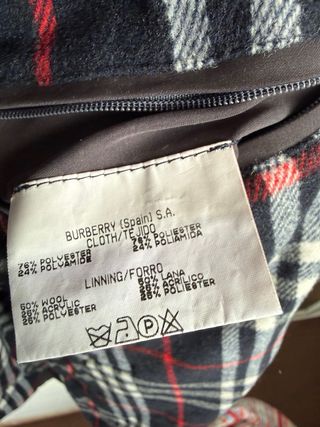 BURBERRY (Spain) S.A.
CLOTH/TEJIDO
76% POLYESTER 76% POLIESTER
24% POLYAMIDE 24% POLIAMIDA
LINNING/FORRO
50% WOOL 50% LANA
25% ACRYLIC 25% ACRILICO
25% POLYESTER 25% POLIESTER
P